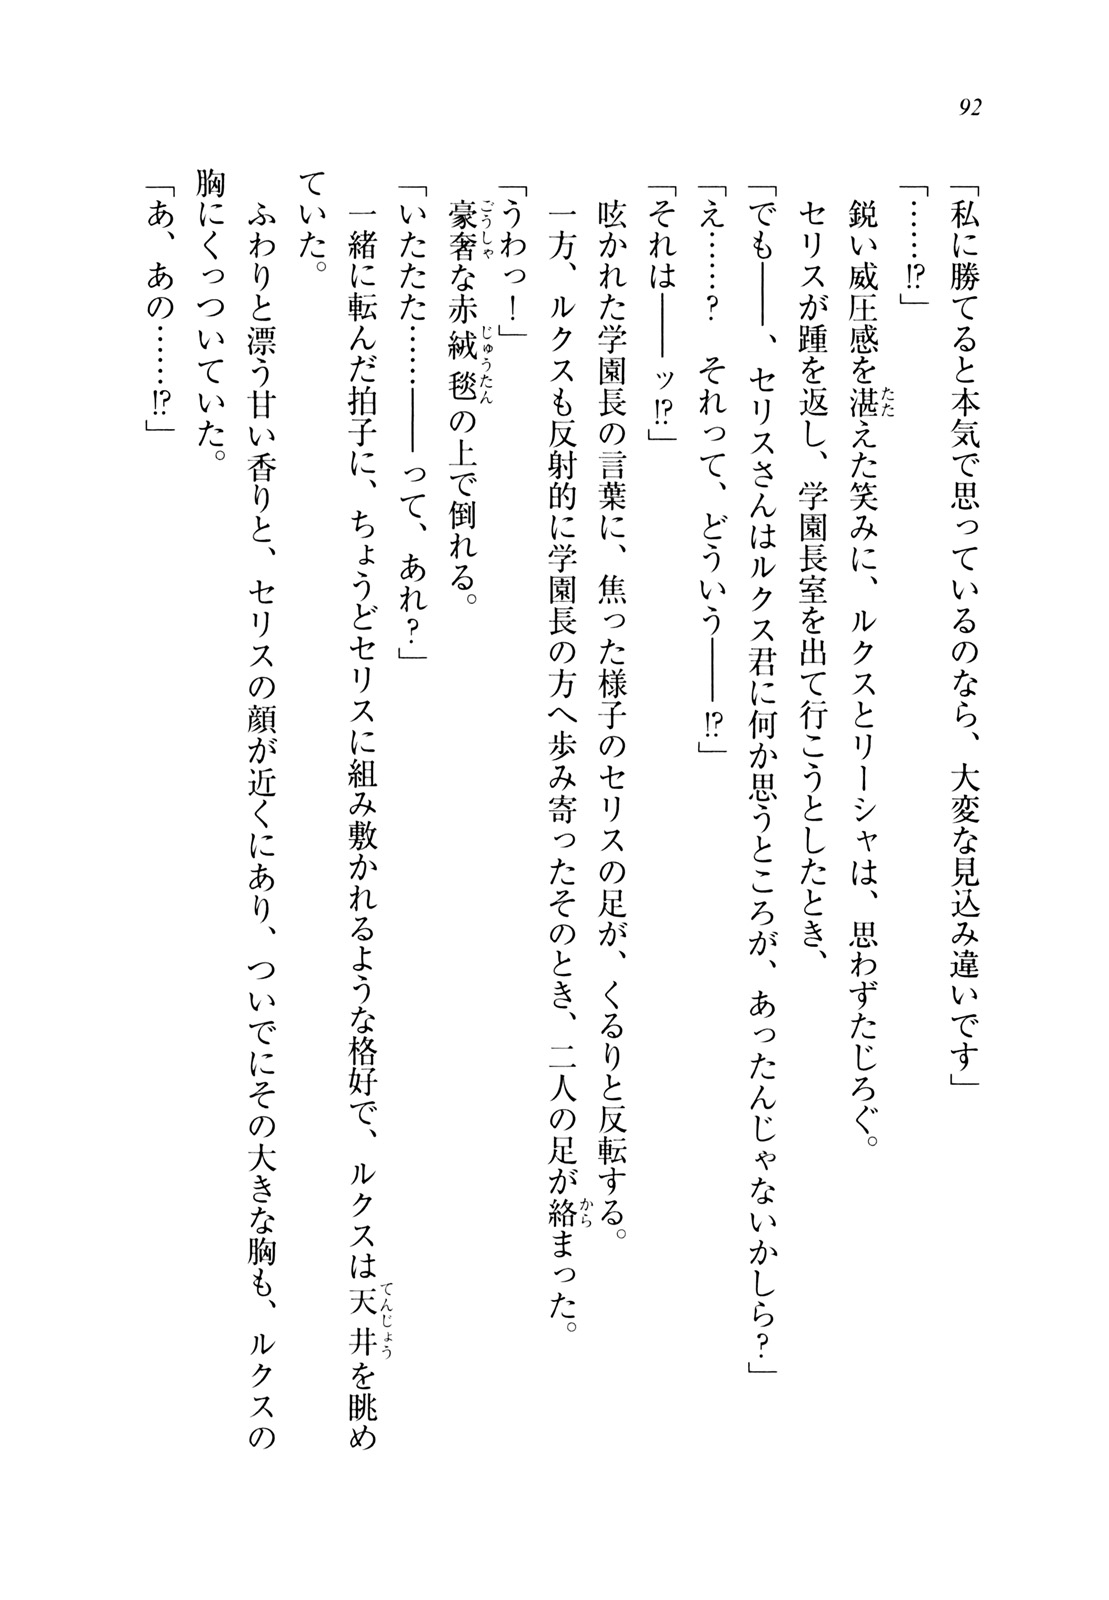 92
「私に勝てると本気で思っているのなら、大変な見込み違いです」
「……!?」
　鋭い威圧感を湛えた笑みに、ルクスとリーシャは、思わずたじろぐ。
　セリスが踵を返し、学園長室を出て行こうとしたとき、
「でも――、セリスさんはルクス君に何か思うところが、あったんじゃないかしら？」
「え……？　それって、どういう――!?」
「それは――ッ!?」
　呟かれた学園長の言葉に、焦った様子のセリスの足が、くるりと反転する。
　一方、ルクスも反射的に学園長の方へ歩み寄ったそのとき、二人の足が絡まった。
「うわっ！」
　豪奢な赤絨毯の上で倒れる。
「いたたた……――って、あれ？」
　一緒に転んだ拍子に、ちょうどセリスに組み敷かれるような格好で、ルクスは天井を眺め
ていた。
　ふわりと漂う甘い香りと、セリスの顔が近くにあり、ついでにその大きな胸も、ルクスの
胸にくっついていた。
「あ、あの……!?」